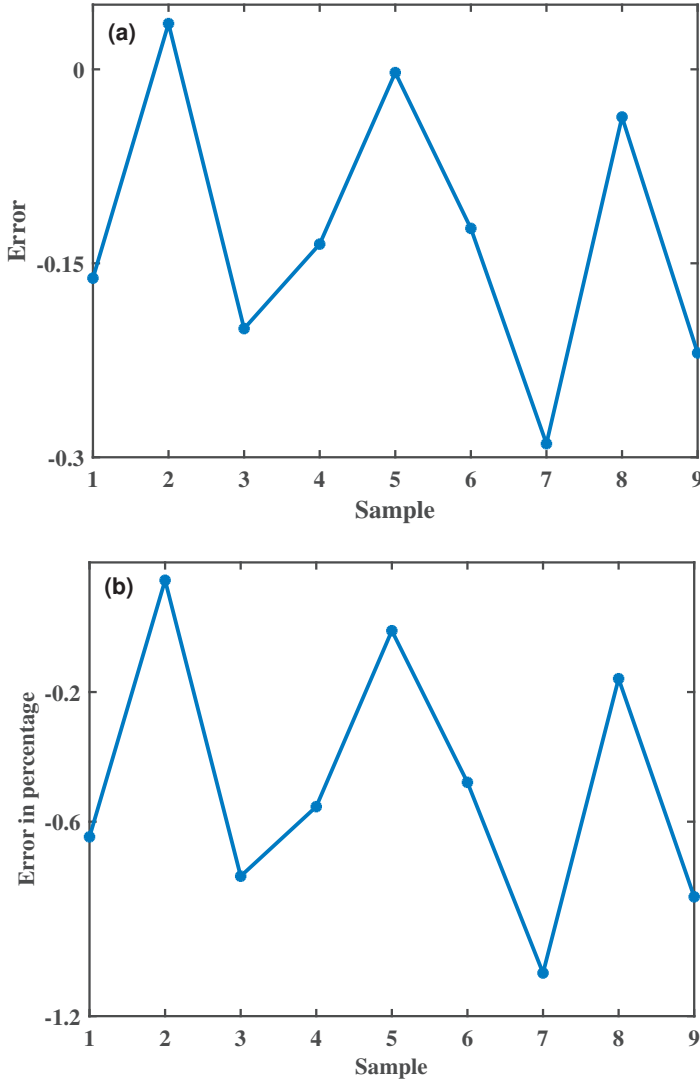 (a)
0
-0.15
-0.3
Error
1 2 3 4 5 6 7 8 9
Sample
(b)
-0.2
-0.6
-1.2
Error in percentage
1 2 3 4 5 6 7 8 9
Sample